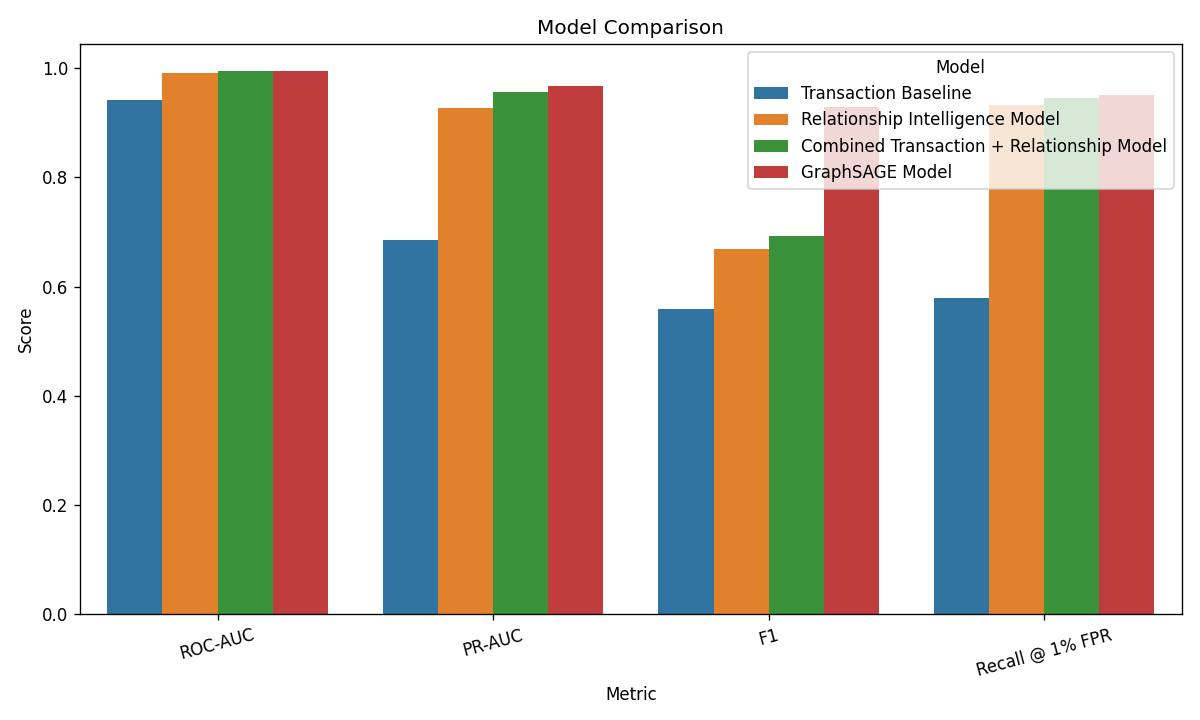 Model Comparison
Model
Transaction Baseline
Relationship Intelligence Model
Combined Transaction + Relationship Model
GraphSAGE Model
Score
1.0
0.8
0.6
0.4
0.2
0.0
ROC-AUC
PR-AUC
F1
Recall @ 1% FPR
Metric